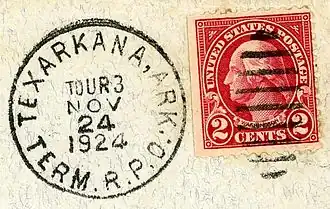 TEXARKANA, ARK.
TOUR 3
NOV
24
1924
TERM. R.P.O.
UNITED STATES POSTAGE
2 2
CENTS